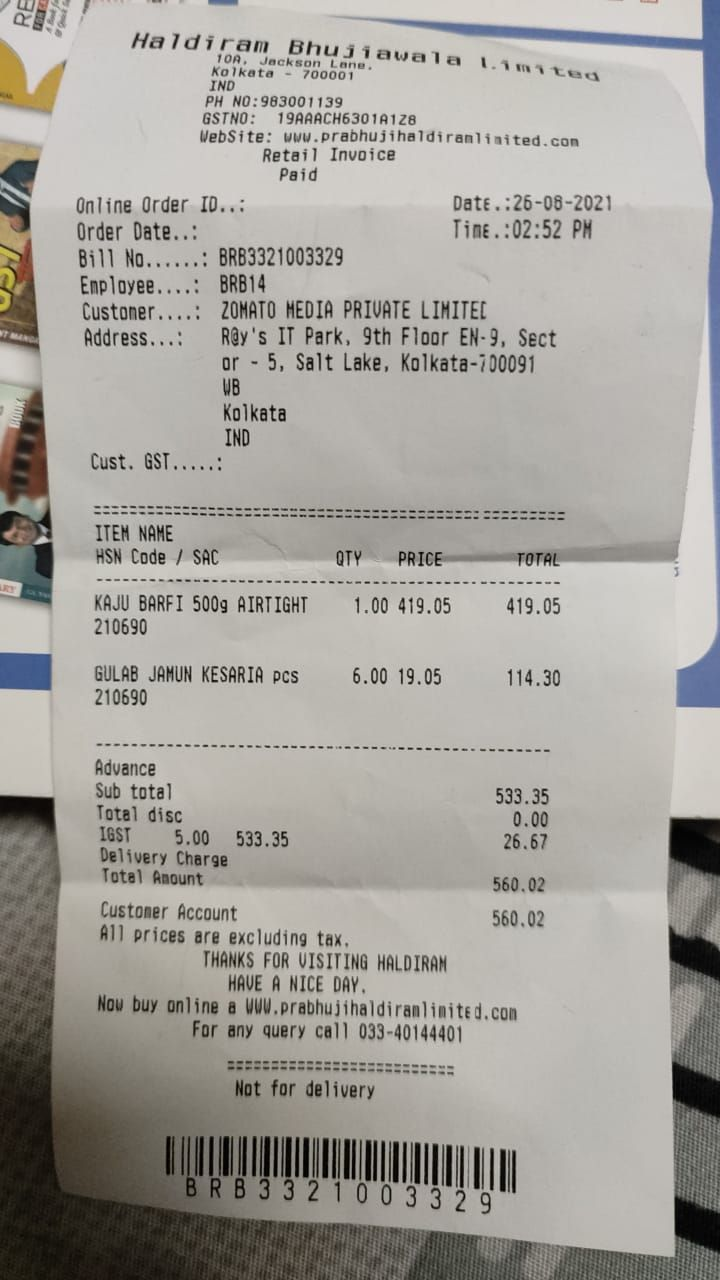 Haldiram Bhujiawala Limited
10A, Jackson Lane.
Kolkata - 700001
IND
PH NO:983001139
GSTNO: 19AAACH6301A1Z8
WebSite: www.prabhujihaldiramlimited.com
Retail Invoice
Paid
Online Order ID..: Date.:26-08-2021
Order Date..: Time.:02:52 PM
Bill No......: BRB3321003329
Employee....: BRB14
Customer....: ZOMATO MEDIA PRIVATE LIMITED
Address...: R@y's IT Park, 9th Floor EN-9, Sect
or - 5, Salt Lake, Kolkata-700091
WB
Kolkata
IND
Cust. GST.....:
ITEM NAME
HSN Code / SAC QTY PRICE TOTAL
KAJU BARFI 500g AIRTIGHT 1.00 419.05 419.05
210690
GULAB JAMUN KESARIA pcs 6.00 19.05 114.30
210690
Advance
Sub total 533.35
Total disc 0.00
IGST 5.00 533.35 26.67
Delivery Charge
Total Amount 560.02
Customer Account 560.02
All prices are excluding tax.
THANKS FOR VISITING HALDIRAM
HAVE A NICE DAY.
Now buy online a WWW.prabhujihaldiramlimited.com
For any query call 033-40144401
Not for delivery
BRB3321003329
BOOK